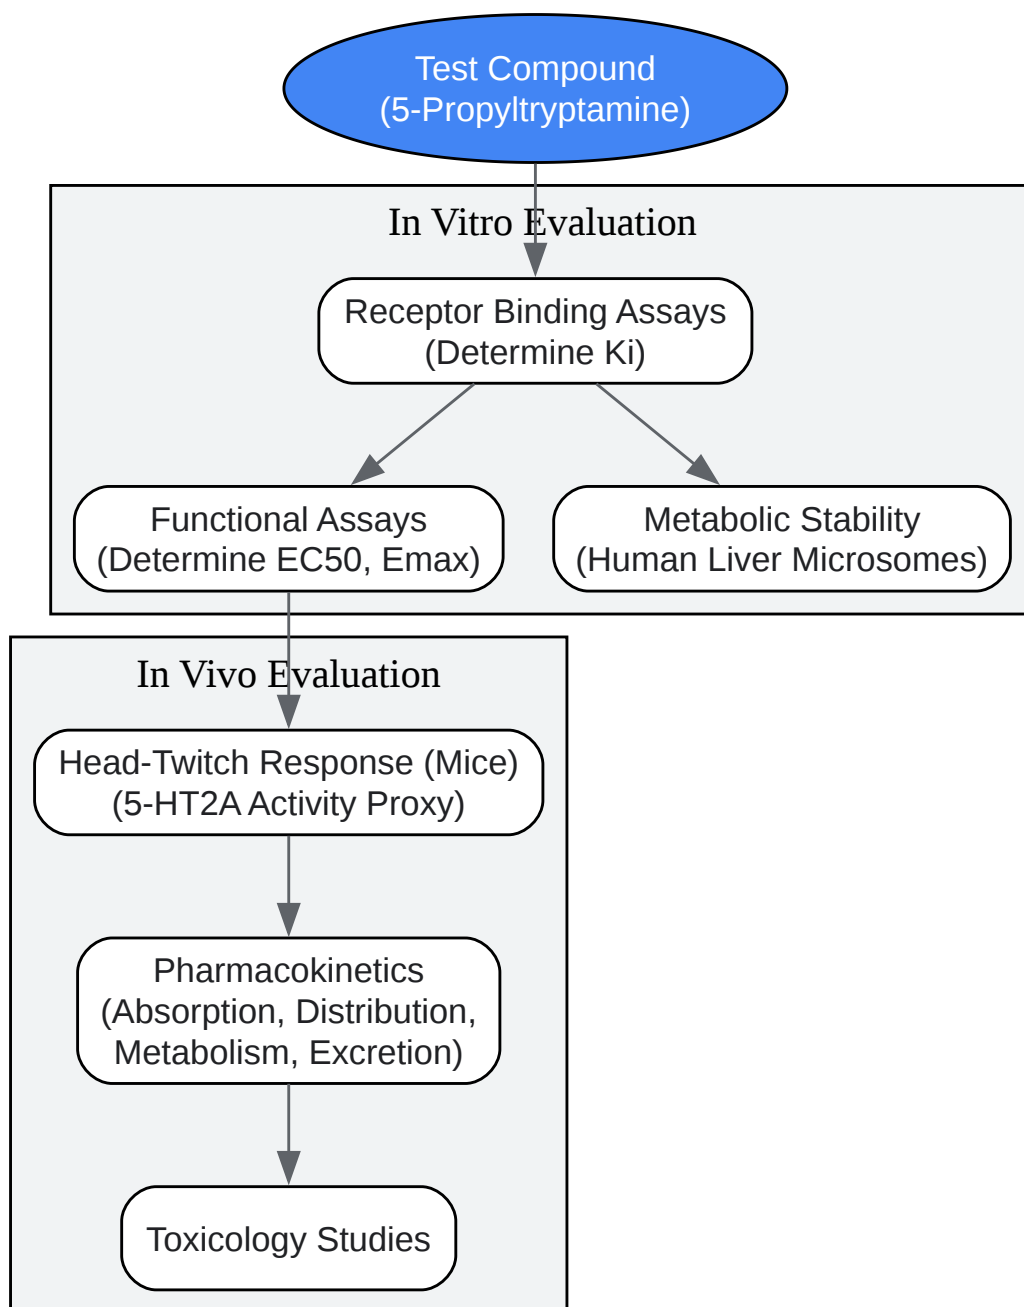 Test Compound
(5-Propyltryptamine)
In Vitro Evaluation
Receptor Binding Assays
(Determine Ki)
Functional Assays
(Determine EC50, Emax)
Metabolic Stability
(Human Liver Microsomes)
In Vivo Evaluation
Head-Twitch Response (Mice)
(5-HT2A Activity Proxy)
Pharmacokinetics
(Absorption, Distribution,
Metabolism, Excretion)
Toxicology Studies